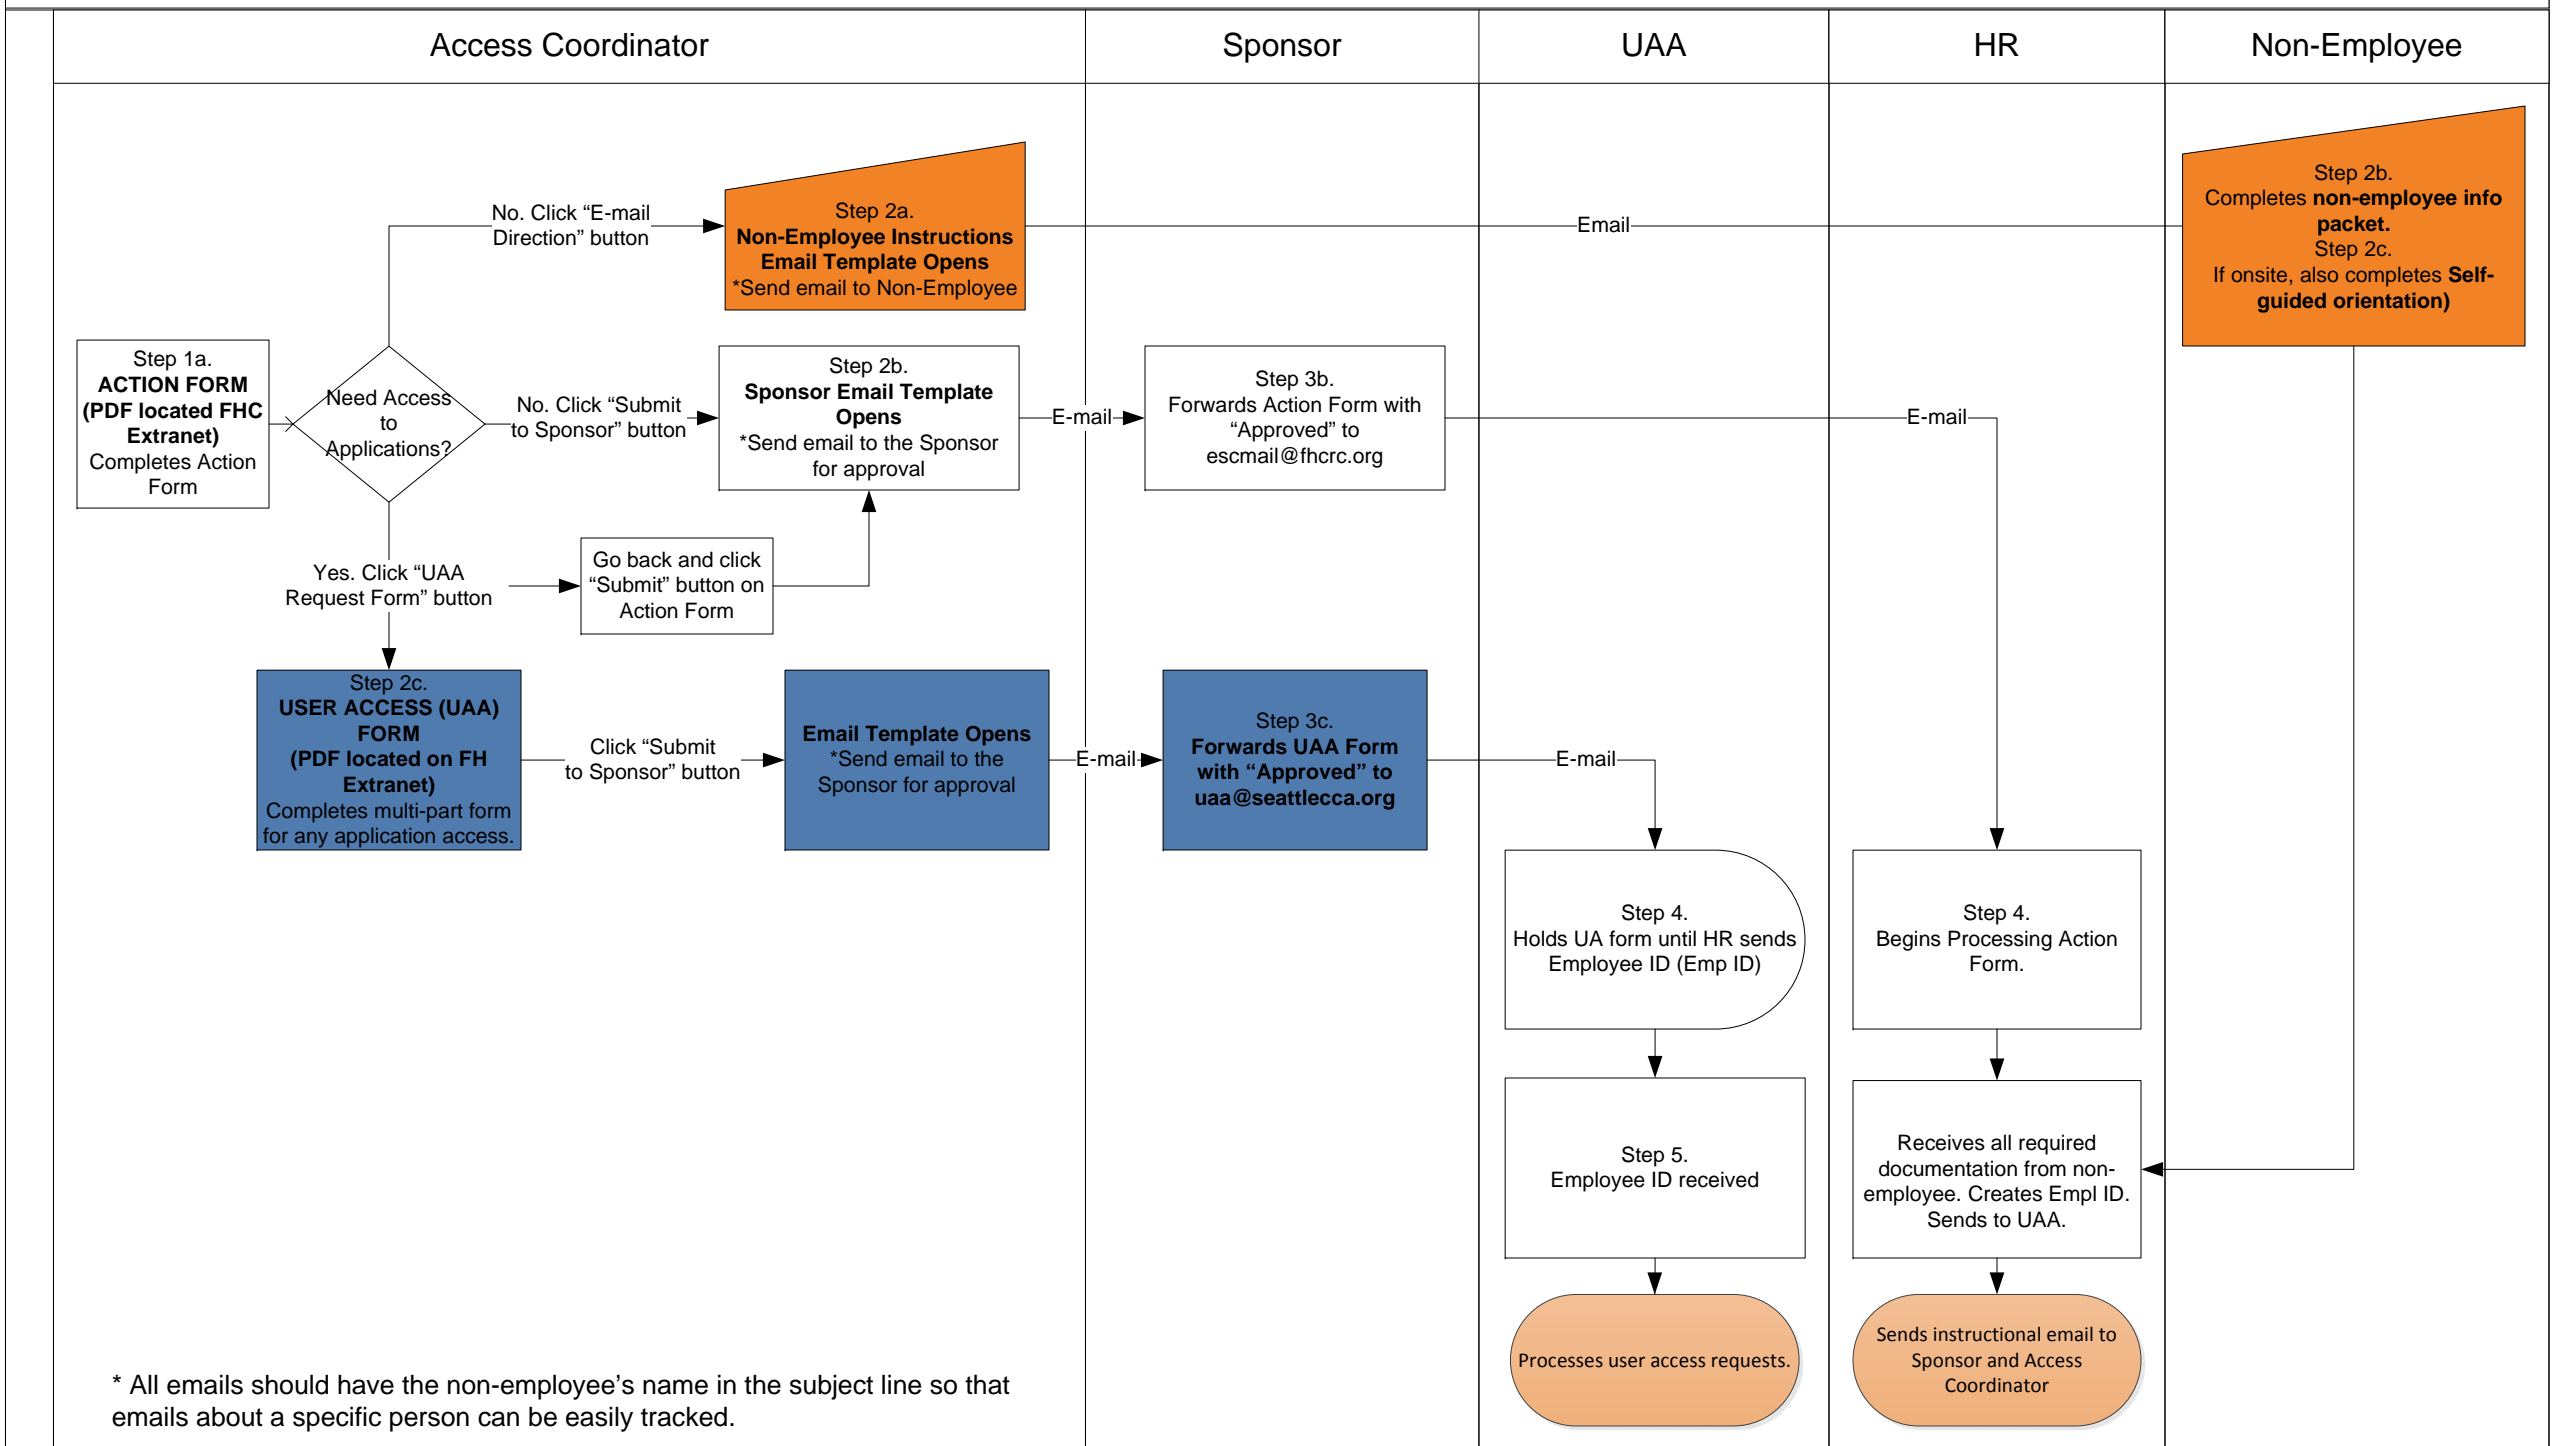 Access Coordinator
Sponsor
UAA
HR
Non-Employee
No. Click “E-mail
Direction” button
Step 2a.
Non-Employee Instructions
Email Template Opens
*Send email to Non-Employee
Email
Step 2b.
Completes non-employee info
packet.
Step 2c.
If onsite, also completes Self-
guided orientation)
Step 1a.
ACTION FORM
(PDF located FHC
Extranet)
Completes Action
Form
Need Access
to
Applications?
No. Click “Submit
to Sponsor” button
Step 2b.
Sponsor Email Template
Opens
*Send email to the Sponsor
for approval
E-mail
Step 3b.
Forwards Action Form with
“Approved” to
escmail@fhcrc.org
E-mail
Yes. Click “UAA
Request Form” button
Go back and click
“Submit” button on
Action Form
Step 2c.
USER ACCESS (UAA)
FORM
(PDF located on FH
Extranet)
Completes multi-part form
for any application access.
Click “Submit
to Sponsor” button
Email Template Opens
*Send email to the
Sponsor for approval
E-mail
Step 3c.
Forwards UAA Form
with “Approved” to
uaa@seattlecca.org
E-mail
Step 4.
Holds UA form until HR sends
Employee ID (Emp ID)
Step 4.
Begins Processing Action
Form.
Step 5.
Employee ID received
Receives all required
documentation from non-
employee. Creates Empl ID.
Sends to UAA.
Processes user access requests.
Sends instructional email to
Sponsor and Access
Coordinator
* All emails should have the non-employee’s name in the subject line so that
emails about a specific person can be easily tracked.